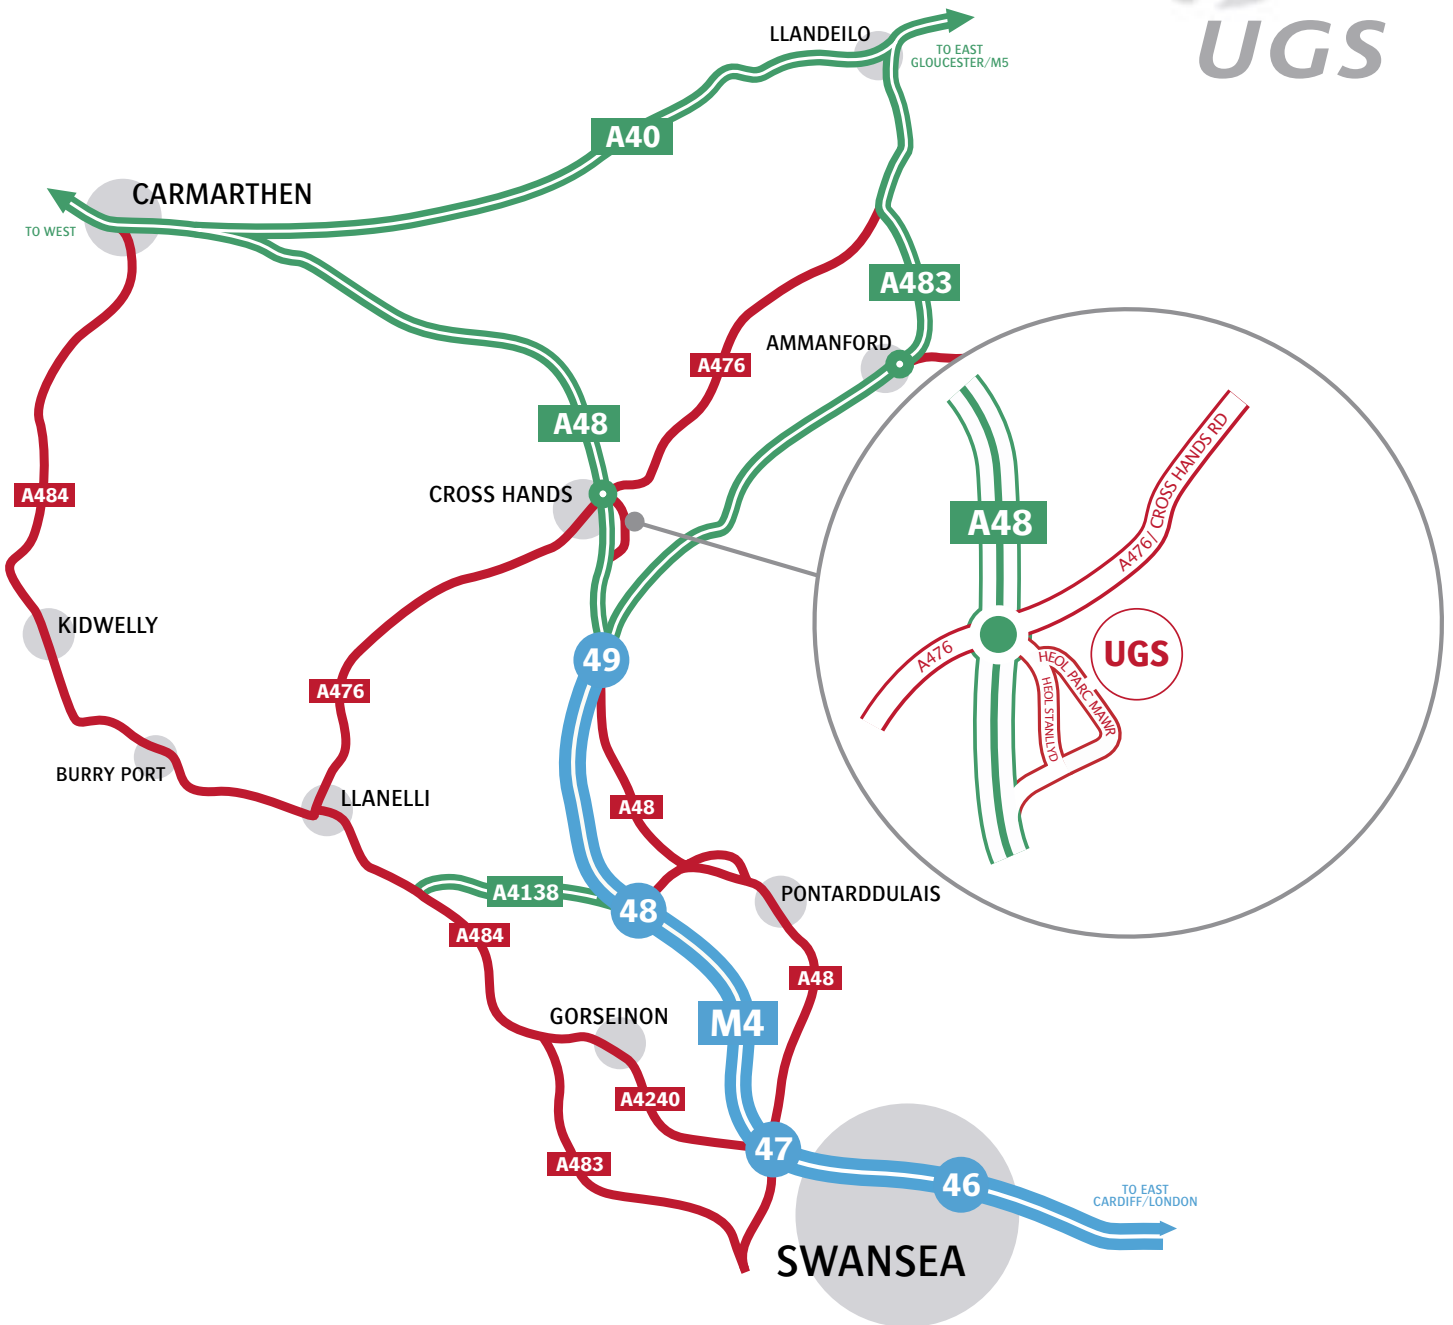 UGS
LLANDEILO
TO EAST
GLOUCESTER/M5
A40
CARMARTHEN
TO WEST
A483
AMMANFORD
A476
A48
CROSS HANDS
A484
A48
A476/ CROSS HANDS RD
A476
UGS
HEOL PARC MAWR
HEOL STANLLYD
KIDWELLY
49
A476
BURRY PORT
LLANELLI
A48
A4138
48
PONTARDDULAIS
A484
A48
GORSEINON
M4
A4240
47
A483
46
TO EAST
CARDIFF/LONDON
SWANSEA